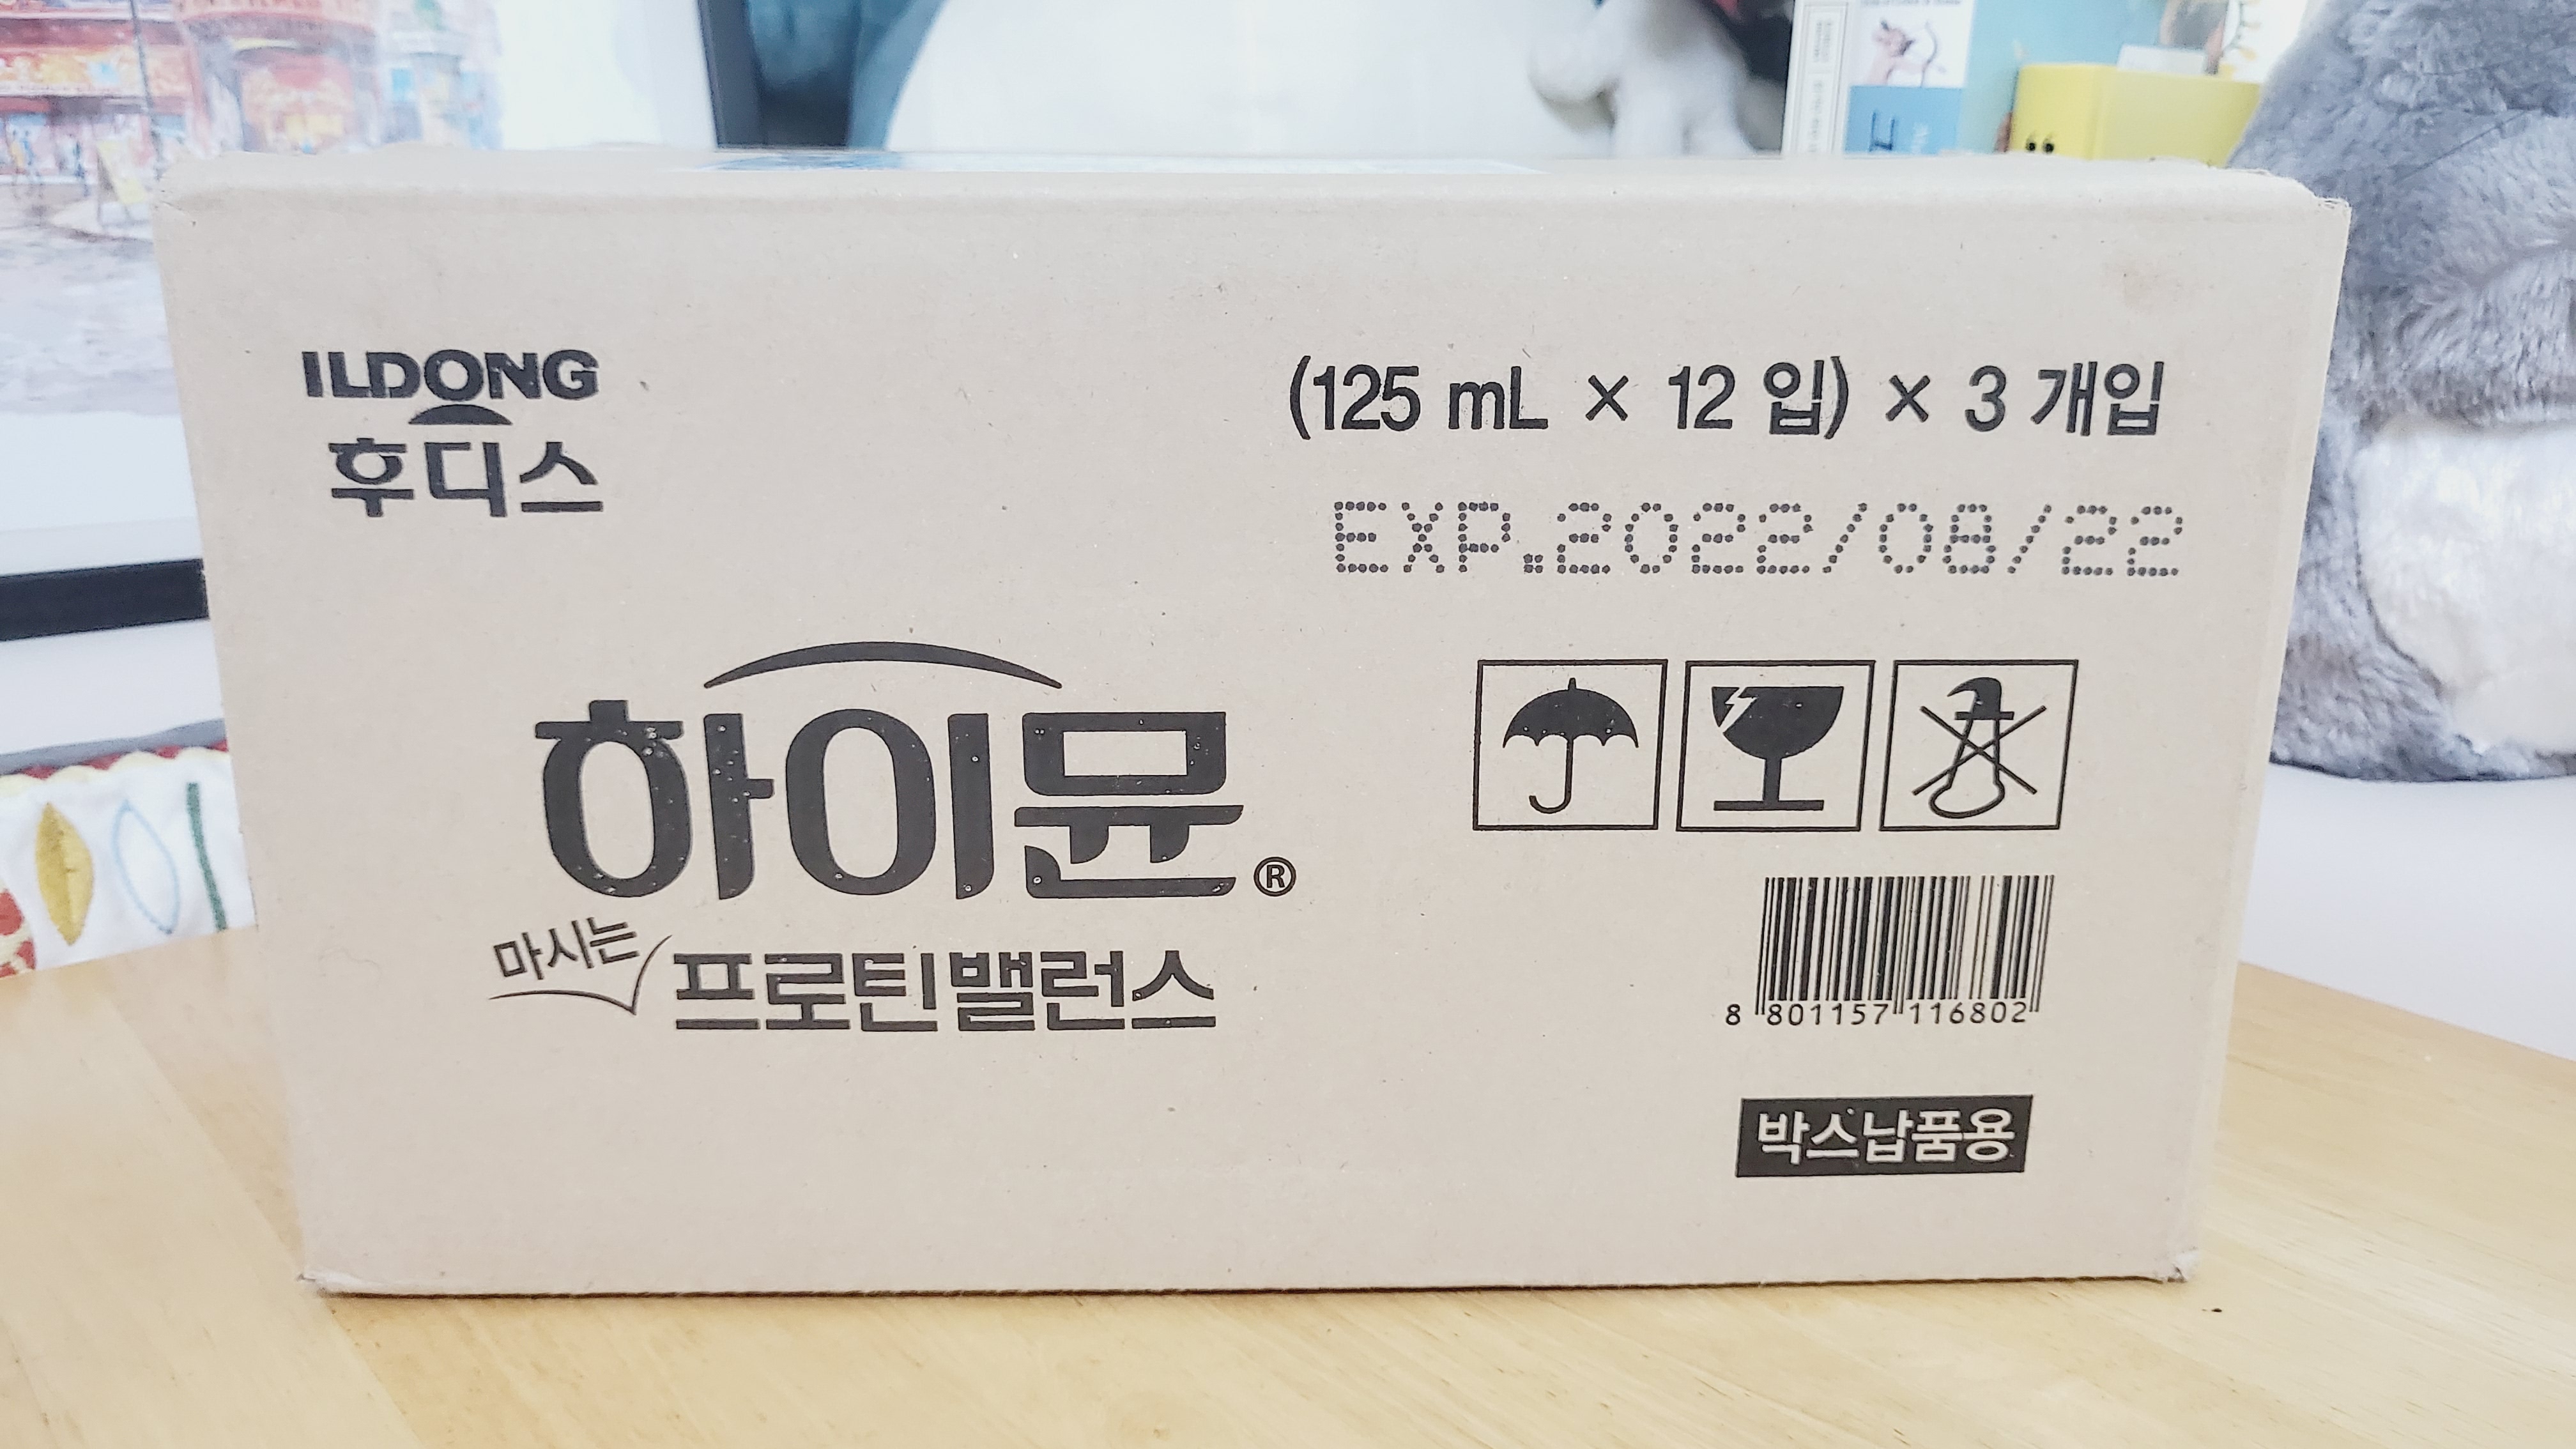 ILDONG
후디스
(125 mL × 12 입) × 3 개입
EXP.2022/08/22
하이뮨®
마시는 프로틴밸런스
8 801157 116802
박스납품용